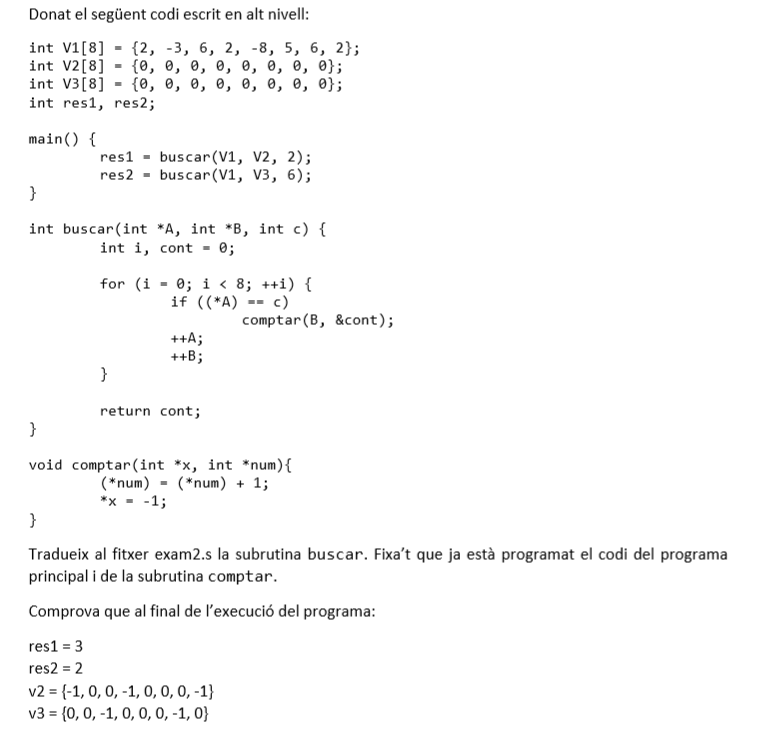 Donat el següent codi escrit en alt nivell:
int V1[8] = {2, -3, 6, 2, -8, 5, 6, 2};
int V2[8] = {0, 0, 0, 0, 0, 0, 0, 0};
int V3[8] = {0, 0, 0, 0, 0, 0, 0, 0};
int res1, res2;
main() {
res1 = buscar(V1, V2, 2);
res2 = buscar(V1, V3, 6);
}
int buscar(int *A, int *B, int c) {
int i, cont = 0;
for (i = 0; i < 8; ++i) {
if ((*A) == c)
comptar(B, &cont);
++A;
++B;
}
return cont;
}
void comptar(int *x, int *num){
(*num) = (*num) + 1;
*x = -1;
}
Tradueix al fitxer exam2.s la subrutina buscar. Fixa't que ja està programat el codi del programa
principal i de la subrutina comptar.
Comprova que al final de l'execució del programa:
res1 = 3
res2 = 2
v2 = {-1, 0, 0, -1, 0, 0, 0, -1}
v3 = {0, 0, -1, 0, 0, 0, -1, 0}